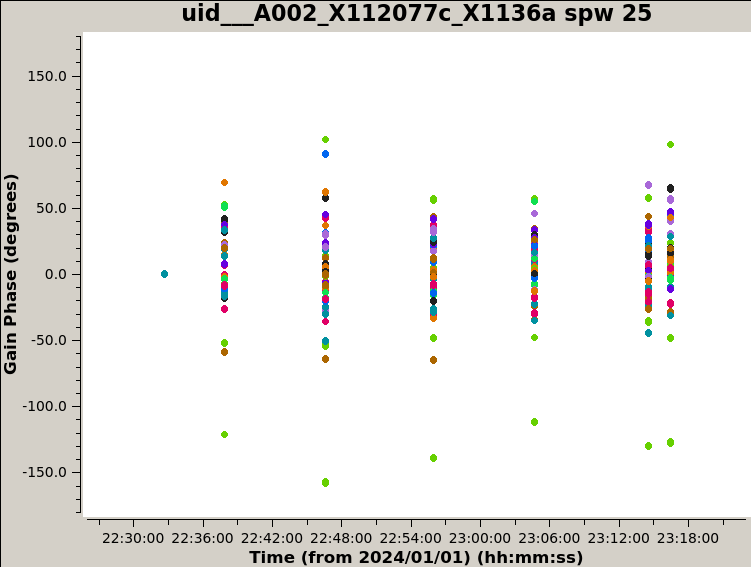 uid___A002_X112077c_X1136a spw 25
150.0
100.0
50.0
0.0
-50.0
-100.0
-150.0
Gain Phase (degrees)
22:30:00 22:36:00 22:42:00 22:48:00 22:54:00 23:00:00 23:06:00 23:12:00 23:18:00
Time (from 2024/01/01) (hh:mm:ss)